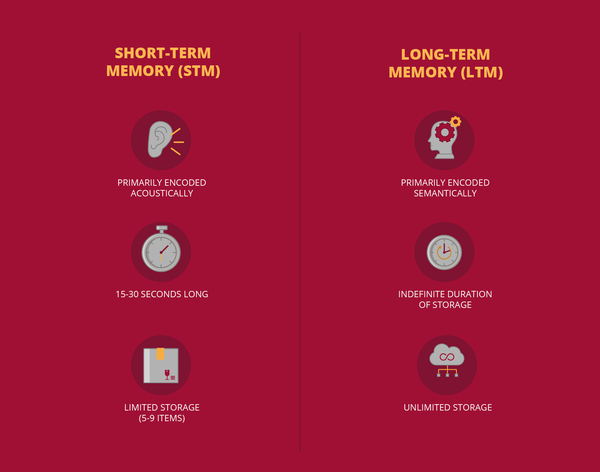 SHORT-TERM
MEMORY (STM)
PRIMARILY ENCODED
ACOUSTICALLY
15-30 SECONDS LONG
LIMITED STORAGE
(5-9 ITEMS)
LONG-TERM
MEMORY (LTM)
PRIMARILY ENCODED
SEMANTICALLY
INDEFINITE DURATION
OF STORAGE
UNLIMITED STORAGE